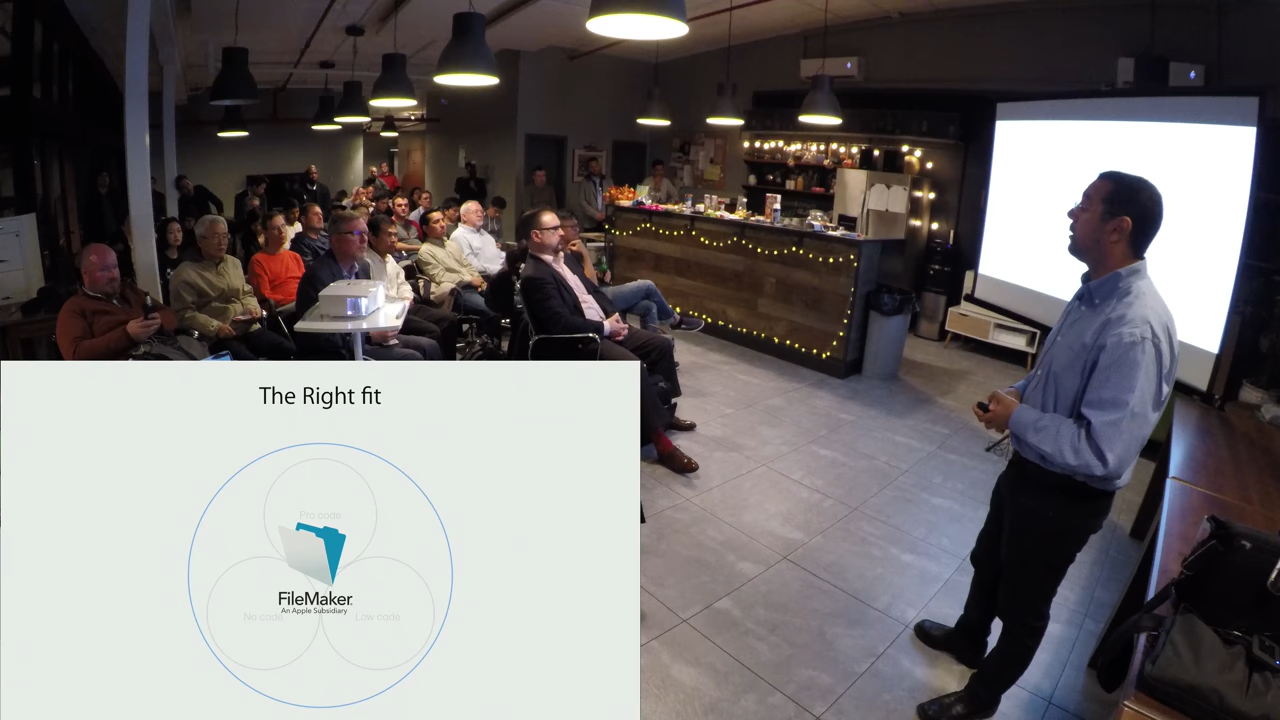 The Right fit
Pro code
FileMaker
An Apple Subsidiary
No code
Low code